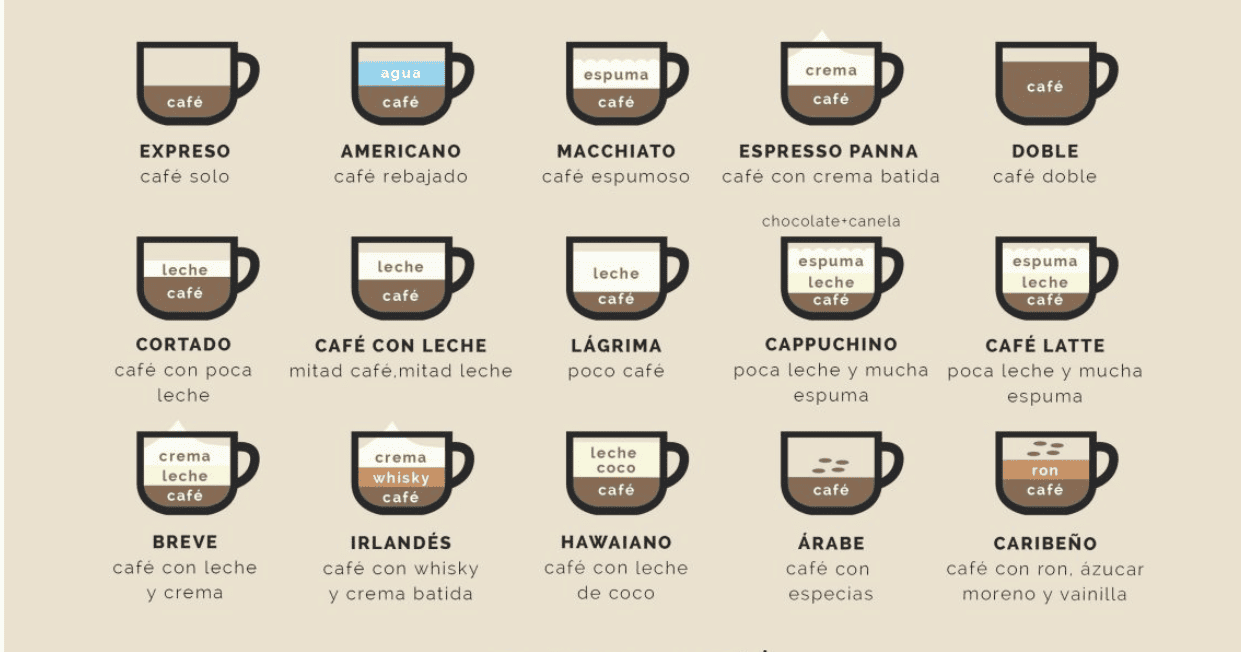 agua
espuma
crema
café
café
café
café
café
EXPRESO
AMERICANO
MACCHIATO
ESPRESSO PANNA
DOBLE
café solo
café rebajado
café espumoso
café con crema batida
café doble
chocolate+canela
leche
café
leche
café
leche
café
espuma
leche
café
espuma
leche
café
CORTADO
CAFÉ CON LECHE
LÁGRIMA
CAPPUCHINO
CAFÉ LATTE
café con poca
leche
mitad café,mitad leche
poco café
poca leche y mucha
espuma
poca leche y mucha
espuma
crema
leche
café
crema
whisky
café
leche
coco
café
café
ron
café
BREVE
IRLANDÉS
HAWAIANO
ÁRABE
CARIBEÑO
café con leche
y crema
café con whisky
y crema batida
café con leche
de coco
café con
especias
café con ron, ázucar
moreno y vainilla